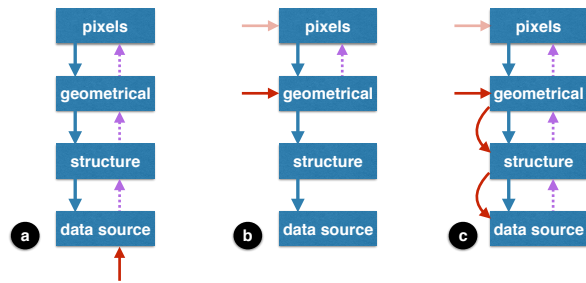 pixels
geometrical
structure
data source
a
pixels
geometrical
structure
data source
b
pixels
geometrical
structure
data source
c